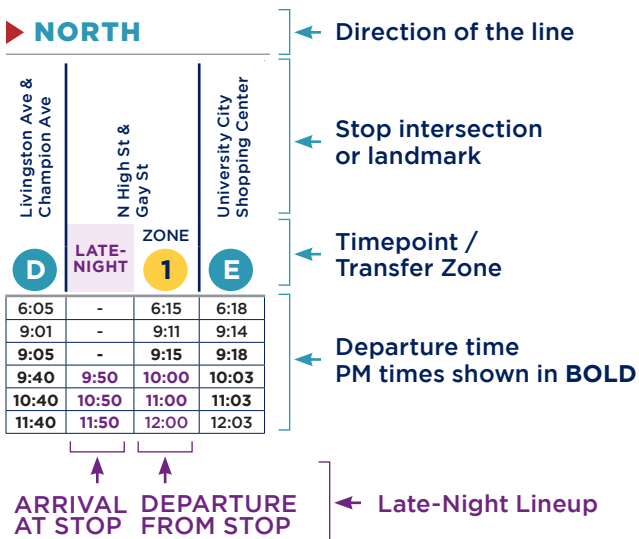 NORTH
Direction of the line
Livingston Ave &
Champion Ave
N High St &
Gay St
University City
Shopping Center
Stop intersection
or landmark
D
LATE-
NIGHT
ZONE
1
E
Timepoint /
Transfer Zone
6:05 - 6:15 6:18
9:01 - 9:11 9:14
9:05 - 9:15 9:18
9:40 9:50 10:00 10:03
10:40 10:50 11:00 11:03
11:40 11:50 12:00 12:03
Departure time
PM times shown in BOLD
ARRIVAL
AT STOP
DEPARTURE
FROM STOP
Late-Night Lineup